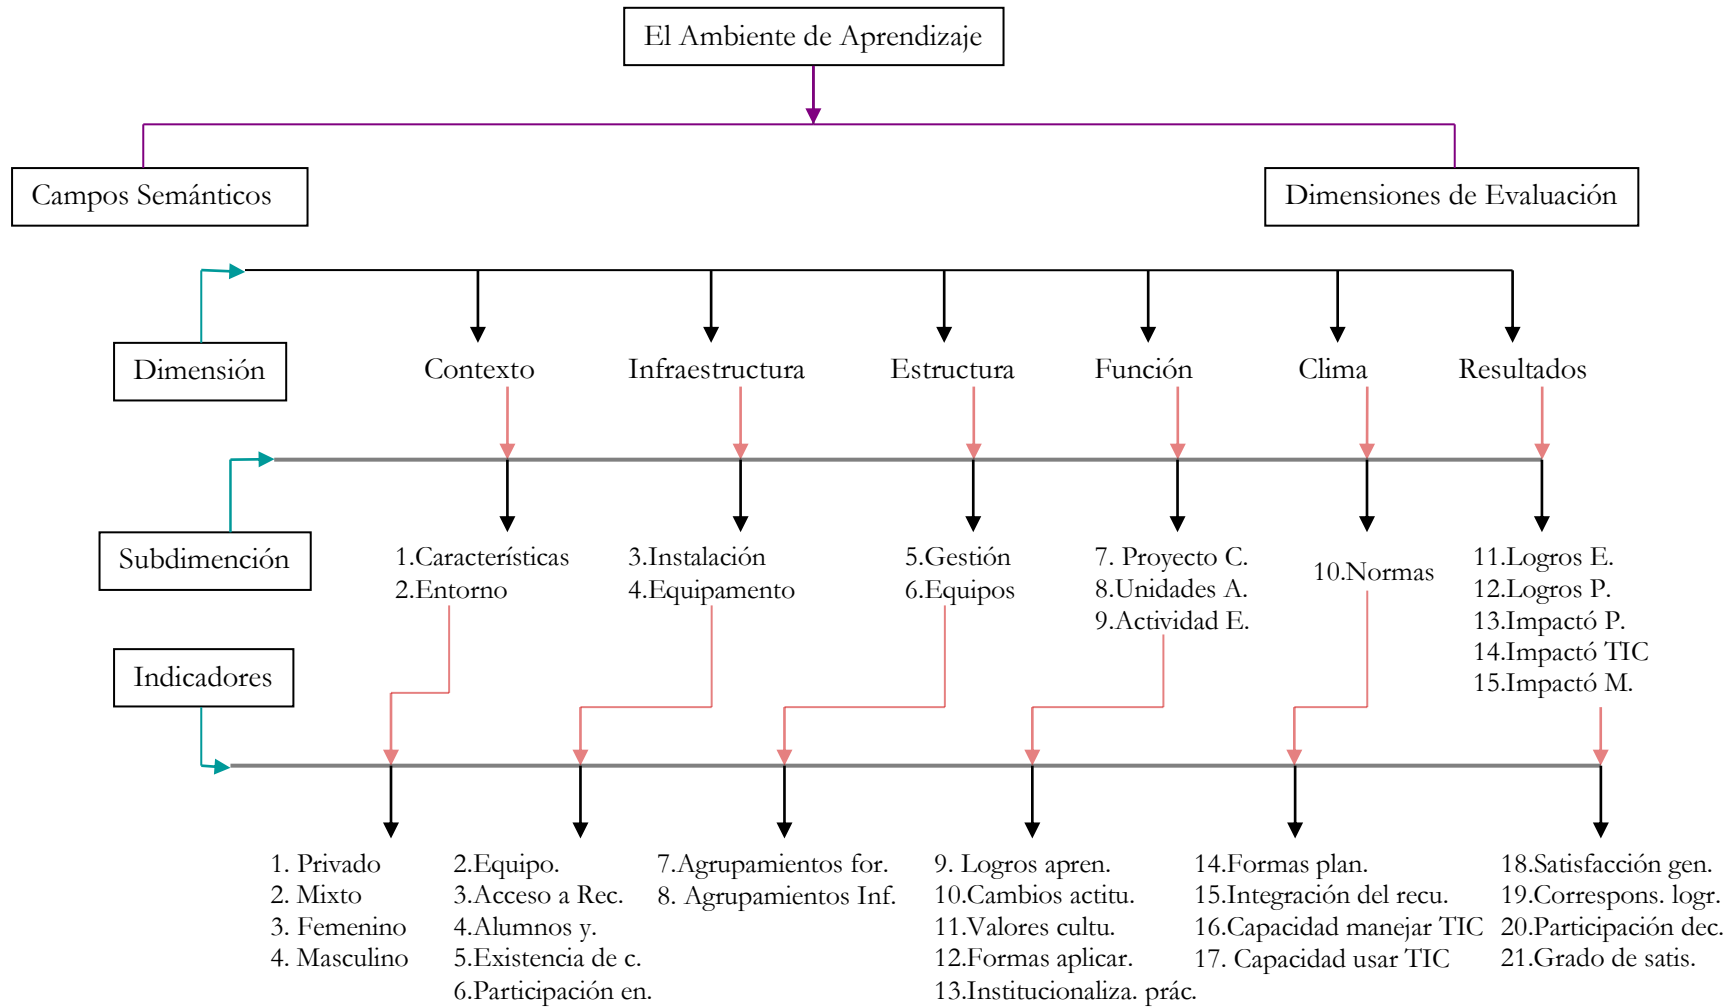 El Ambiente de Aprendizaje
Campos Semánticos
Dimensiones de Evaluación
Dimensión
Contexto
Infraestructura
Estructura
Función
Clima
Resultados
Subdimención
1.Característícas
2.Entorno
3.Instalación
4.Equipamento
5.Gestión
6.Equipos
7. Proyecto C.
8.Unidades A.
9.Actividad E.
10.Normas
11.Logros E.
12.Logros P.
13.Impactó P.
14.Impactó TIC
15.Impactó M.
Indicadores
1. Privado
2. Mixto
3. Femenino
4. Masculino
2.Equipo.
3.Acceso a Rec.
4.Alumnos y.
5.Existencia de c.
6.Participación en.
7.Agrupamientos for.
8. Agrupamientos Inf.
9. Logros apren.
10.Cambios actitu.
11.Valores cultu.
12.Formas aplicar.
13.Institucionaliza. prác.
14.Formas plan.
15.Integración del recu.
16.Capacidad manejar TIC
17. Capacidad usar TIC
18.Satisfacción gen.
19.Correspons. logr.
20.Participación dec.
21.Grado de satis.